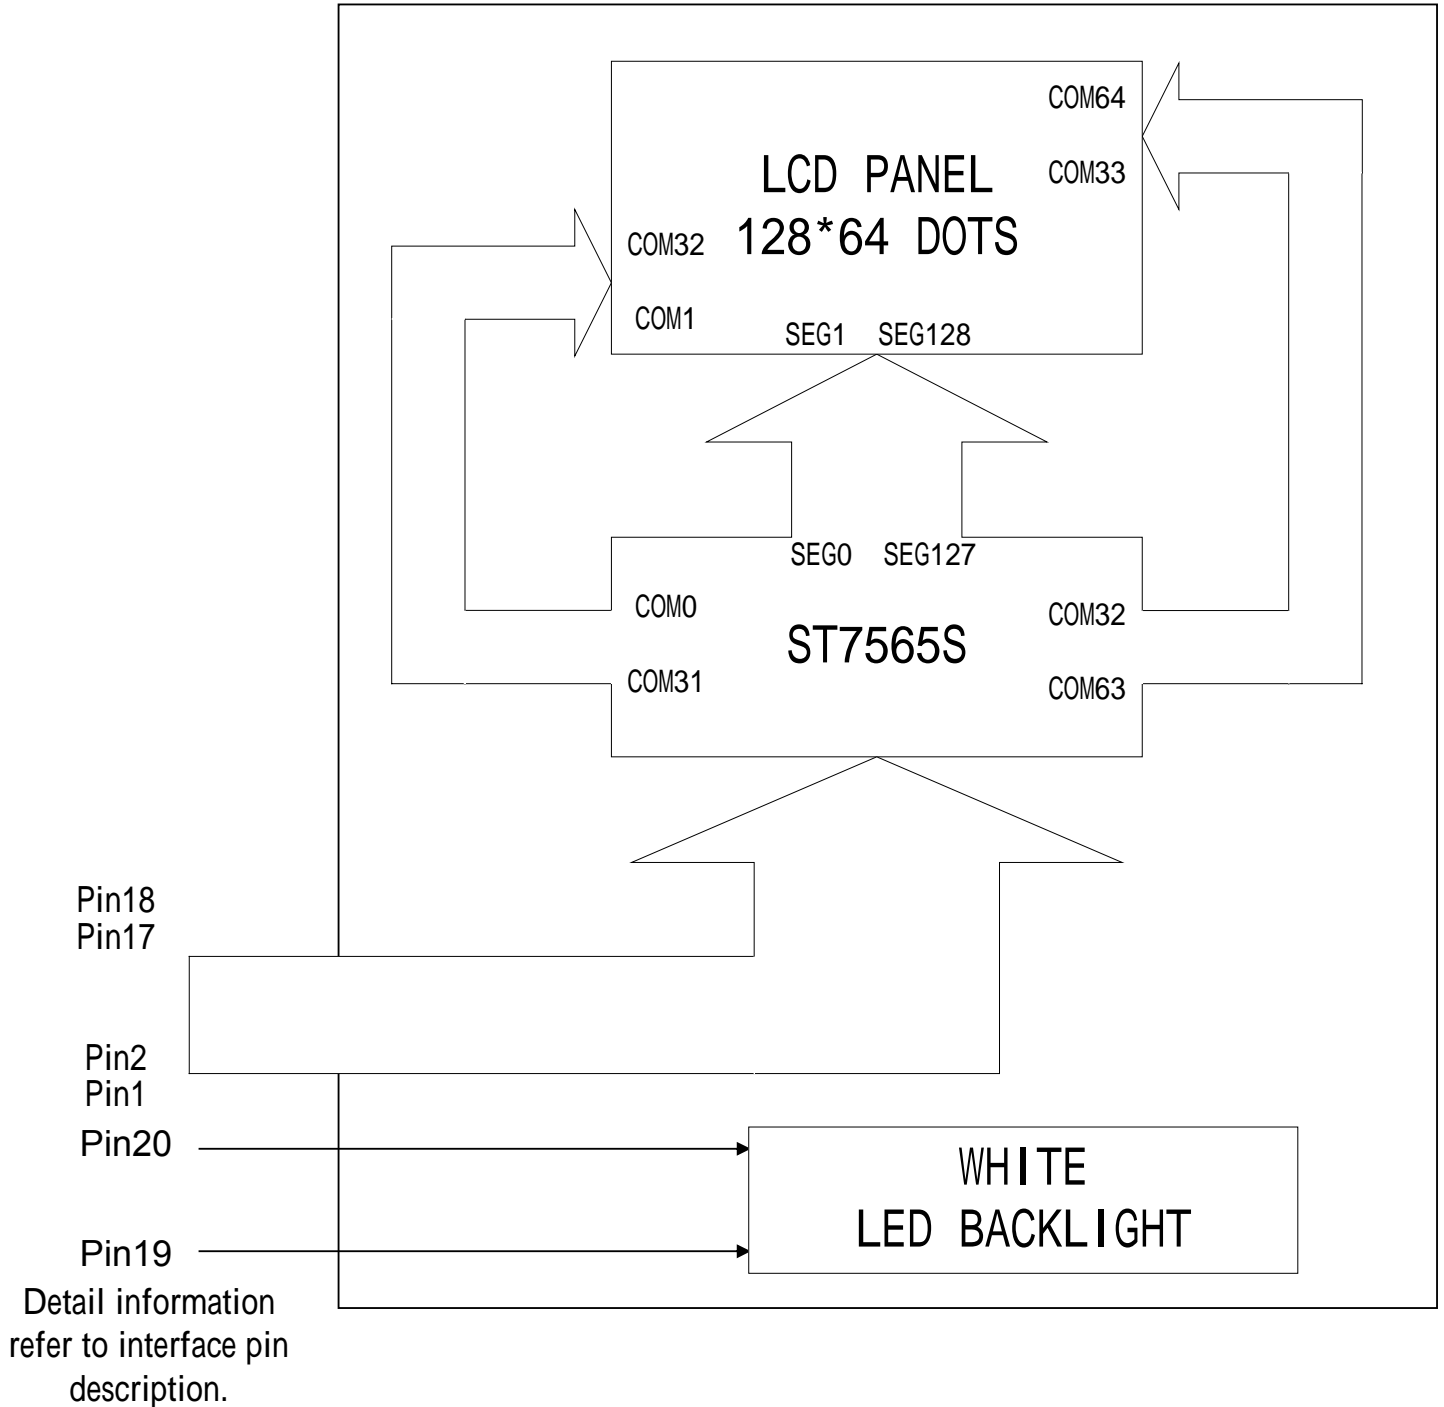 COM64
LCD PANEL
COM33
128*64 DOTS
COM32
COM1
SEG1 SEG128
SEG0 SEG127
COM0
COM32
ST7565S
COM31
COM63
Pin18
Pin17
Pin2
Pin1
Pin20
WHITE
LED BACKLIGHT
Pin19
Detail information
refer to interface pin
description.